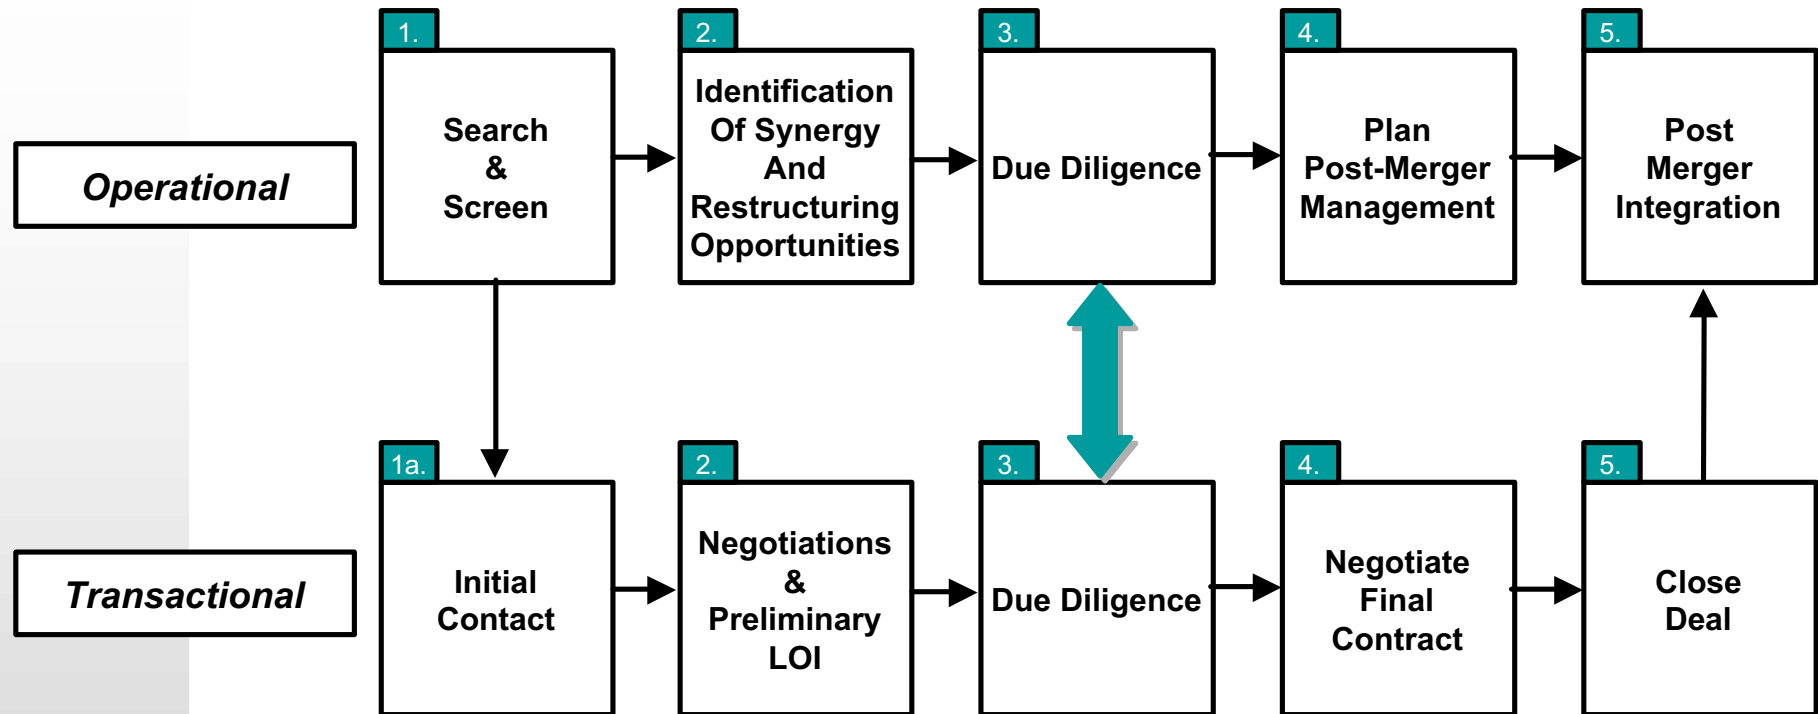 1.
2.
3.
4.
5.
Operational
Search
&
Screen
Identification
Of Synergy
And
Restructuring
Opportunities
Due Diligence
Plan
Post-Merger
Management
Post
Merger
Integration
1a.
2.
3.
4.
5.
Transactional
Initial
Contact
Negotiations
&
Preliminary
LOI
Due Diligence
Negotiate
Final
Contract
Close
Deal